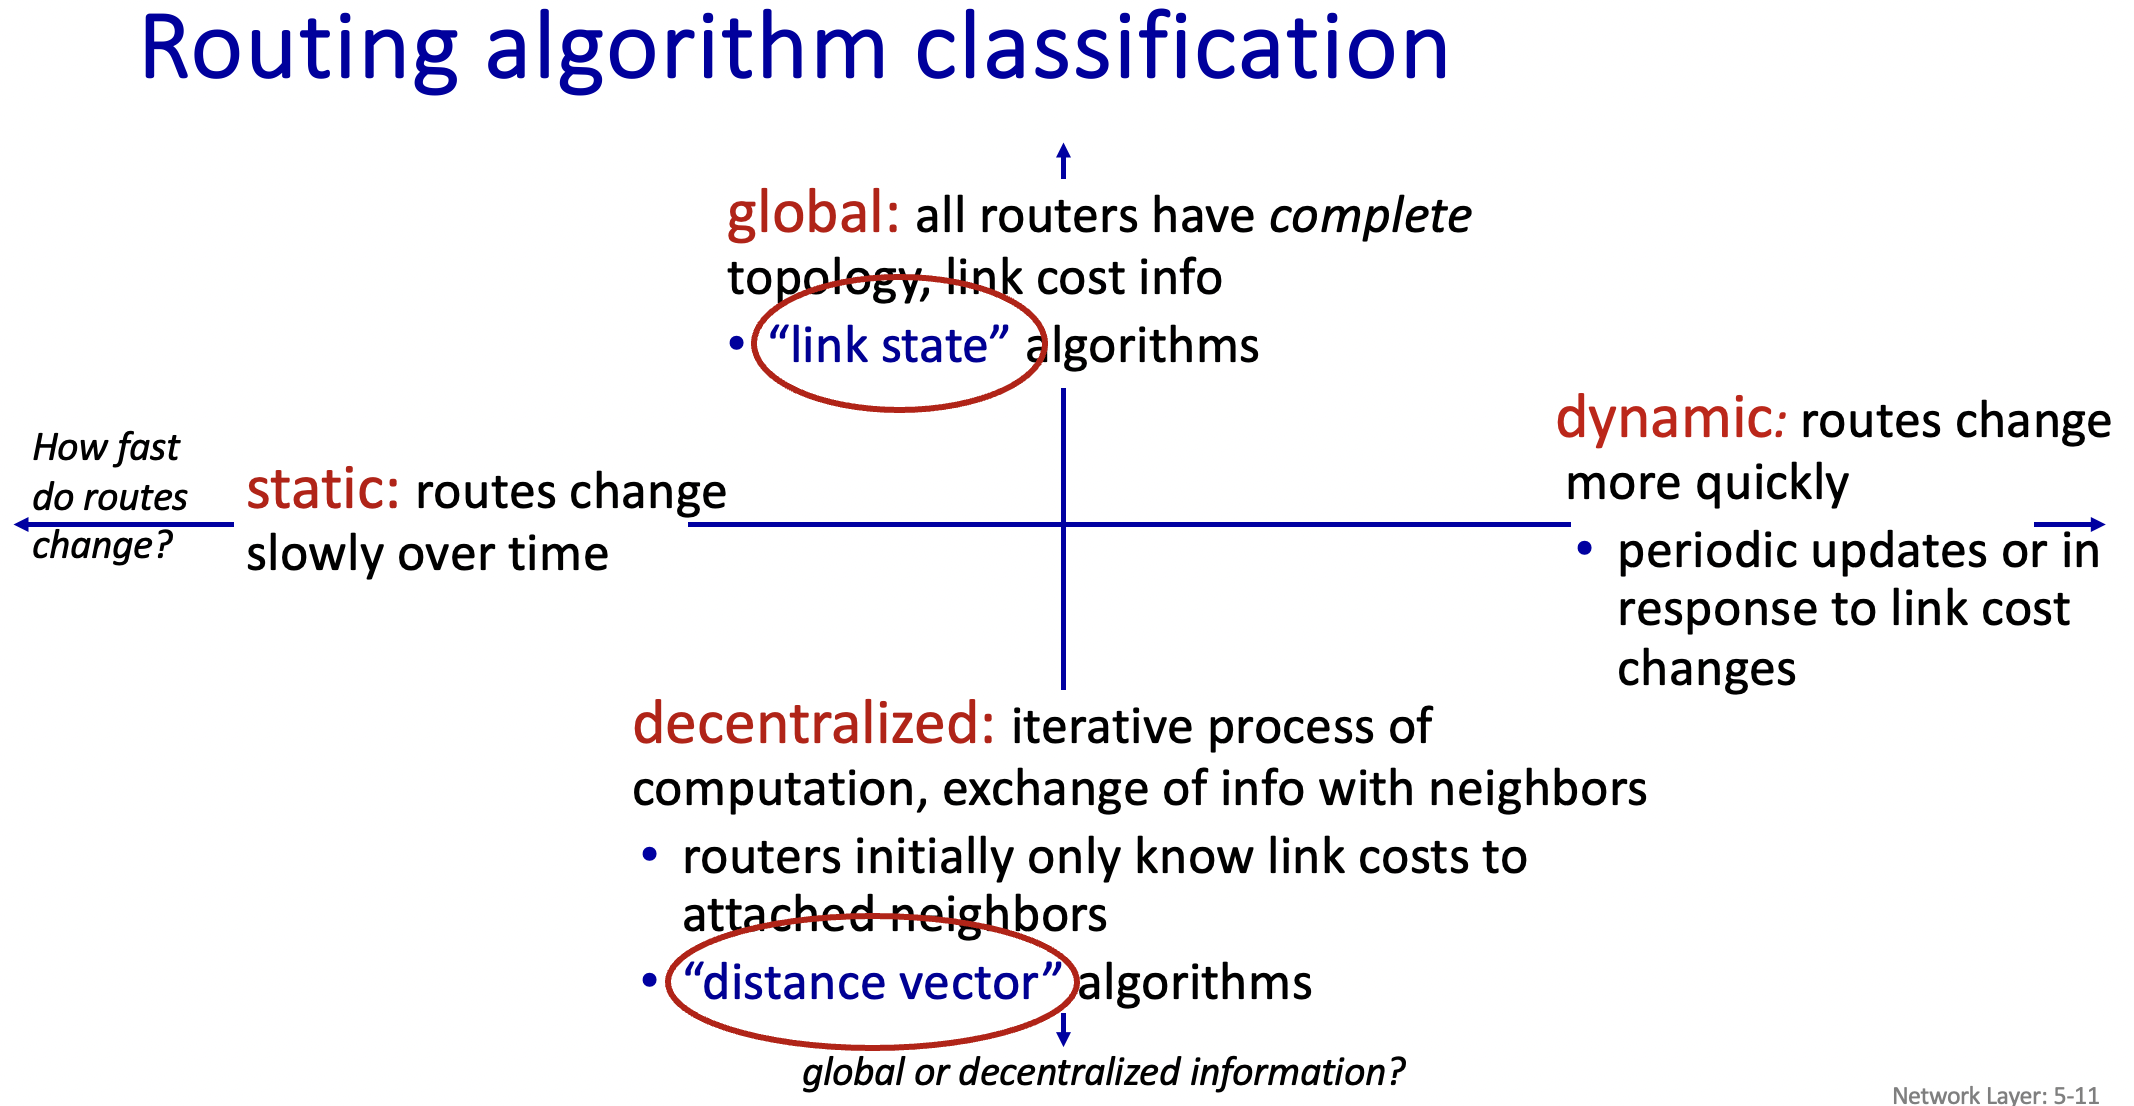 Routing algorithm classification
global: all routers have complete
topology, link cost info
• “link state” algorithms
How fast
do routes
change?
static: routes change
slowly over time
dynamic: routes change
more quickly
• periodic updates or in
response to link cost
changes
decentralized: iterative process of
computation, exchange of info with neighbors
• routers initially only know link costs to
attached neighbors
• “distance vector” algorithms
global or decentralized information?
Network Layer: 5-11